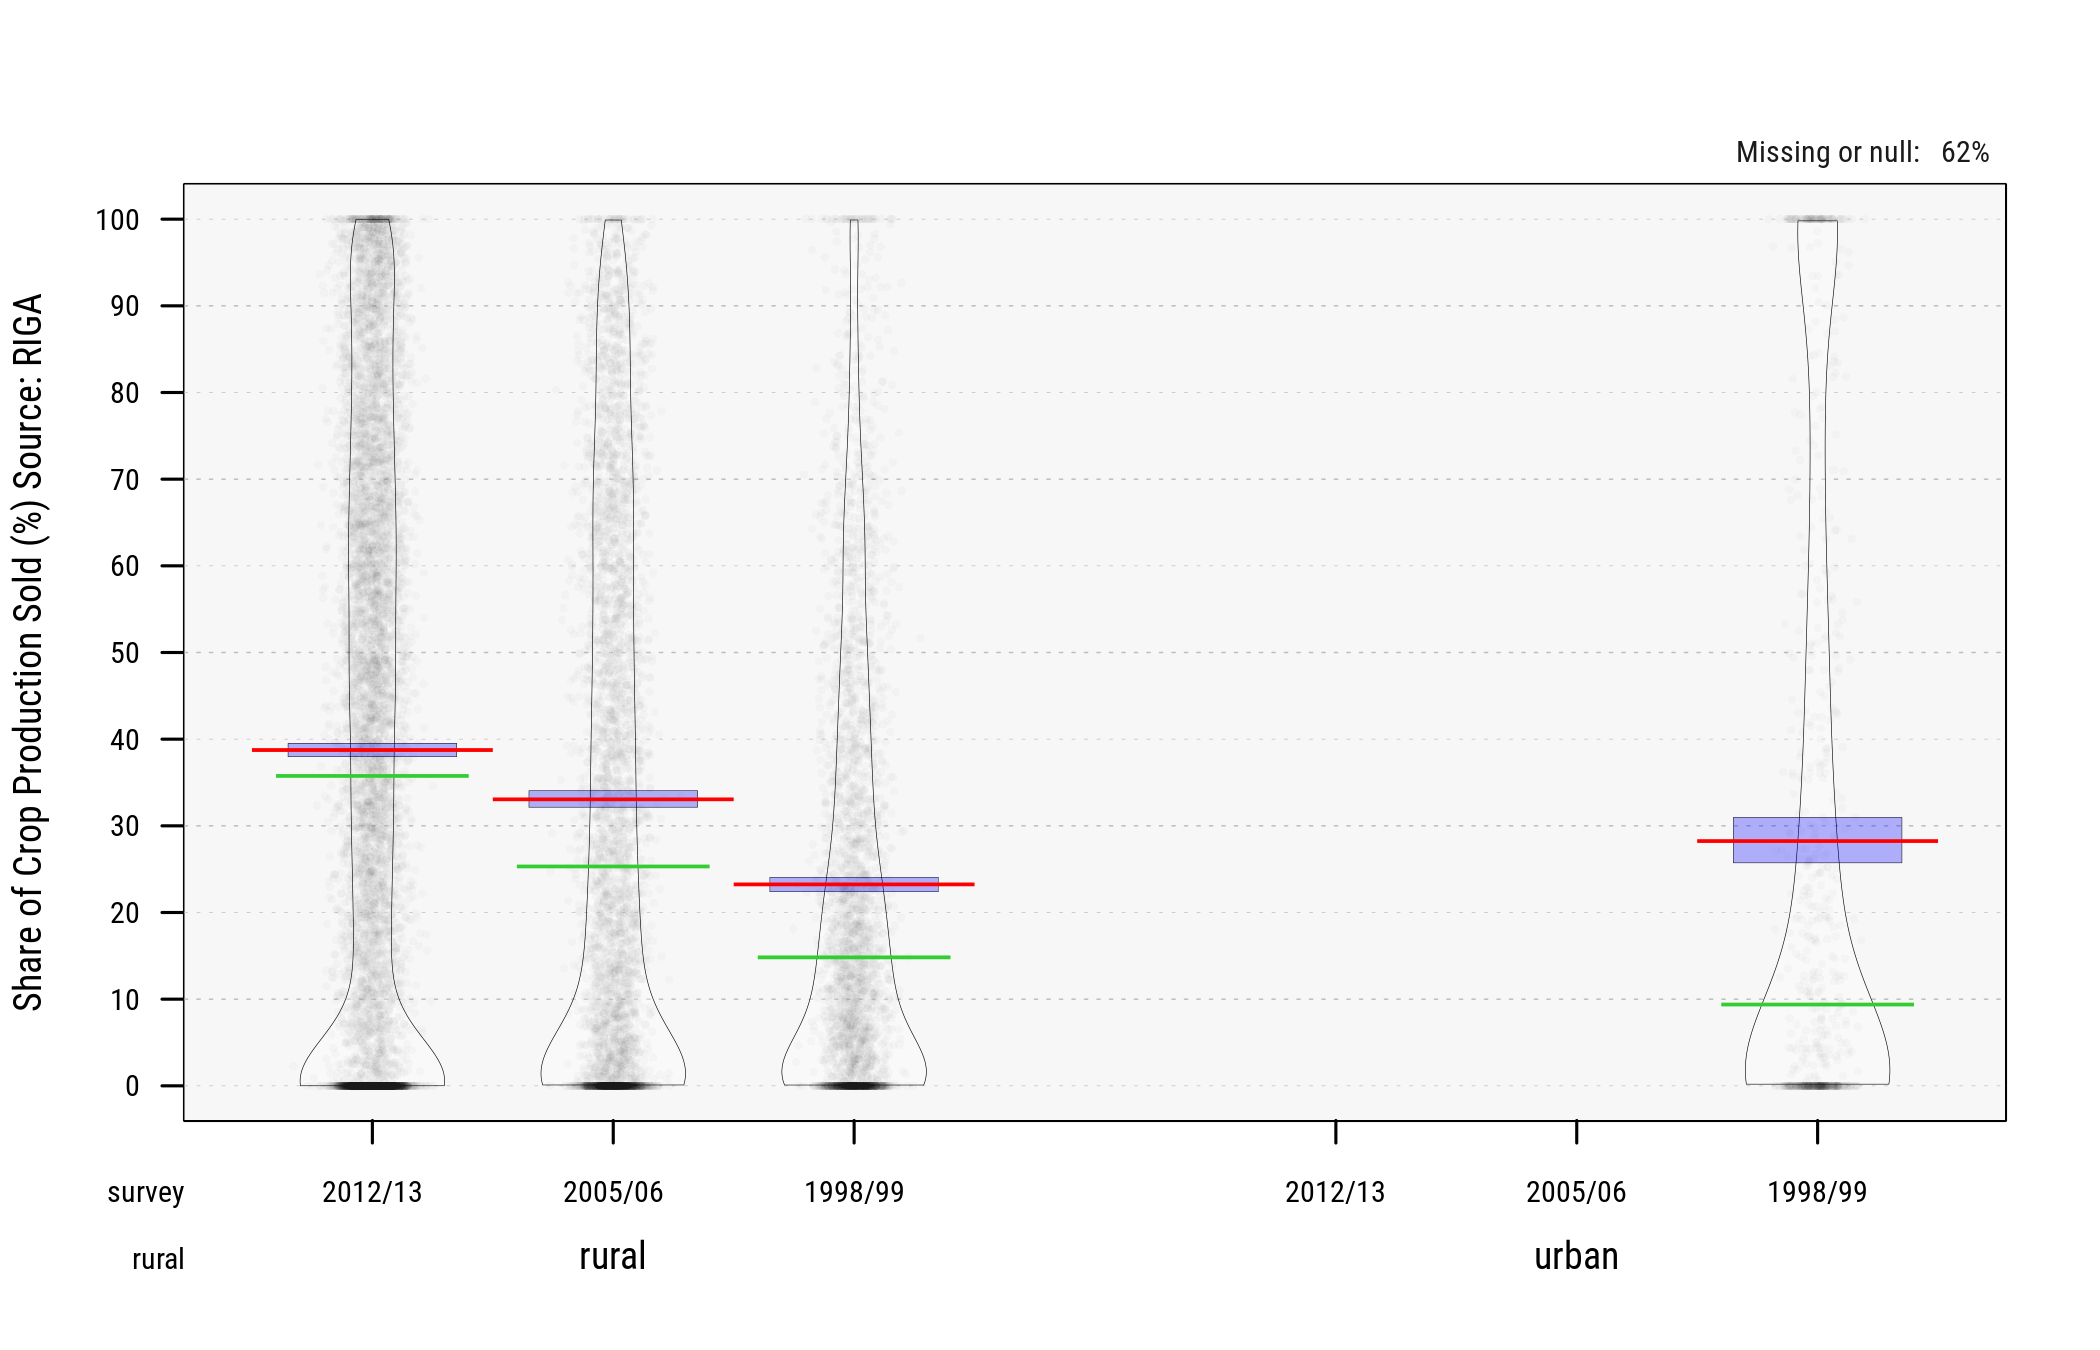 Missing or null: 62%
Share of Crop Production Sold (%) Source: RIGA
100
90
80
70
60
50
40
30
20
10
0
survey 2012/13 2005/06 1998/99 2012/13 2005/06 1998/99
rural rural urban